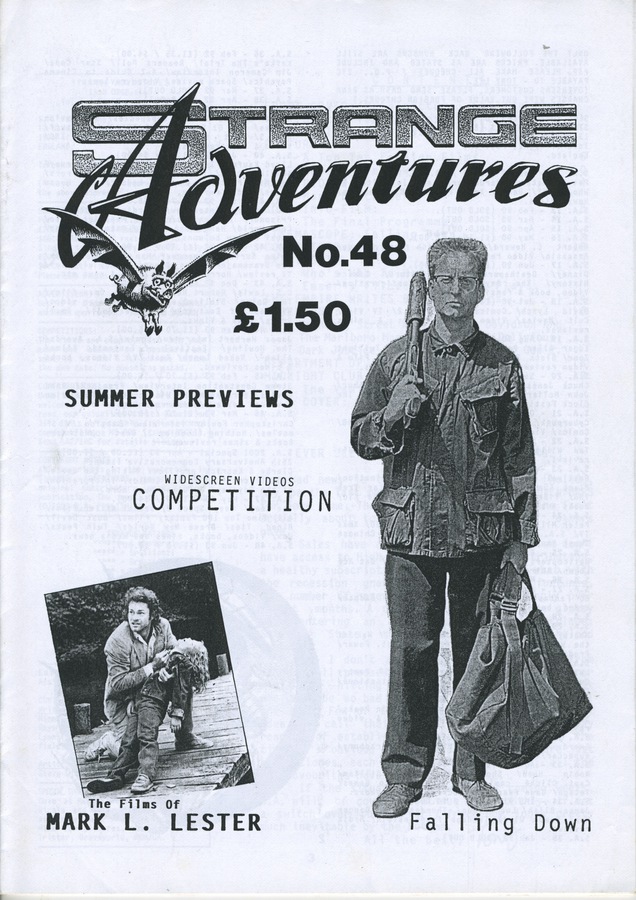 STRANGE
Adventures
No.48
£1.50
SUMMER PREVIEWS
WIDESCREEN VIDEOS
COMPETITION
The Films Of
MARK L. LESTER
Falling Down